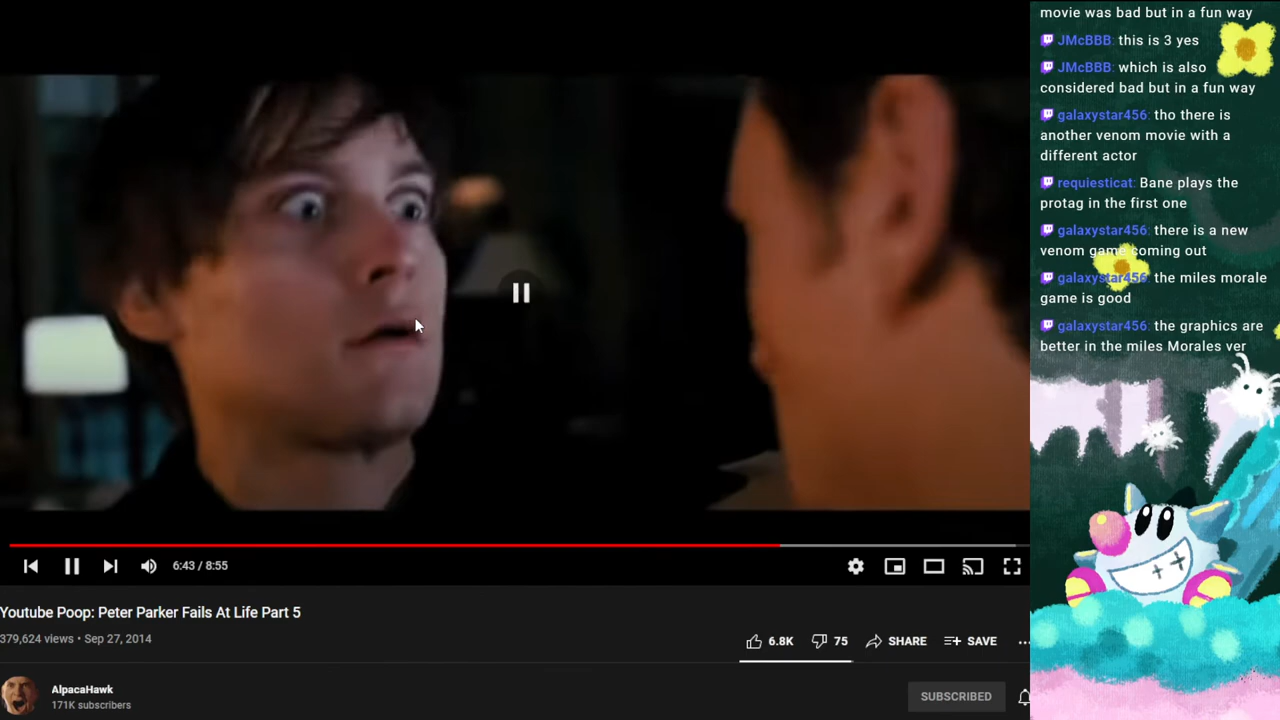 movie was bad but in a fun way
JMcBBB: this is 3 yes
JMcBBB: which is also
considered bad but in a fun way
galaxystar456: tho there is
another venom movie with a
different actor
requiesticat: Bane plays the
protag in the first one
galaxystar456: there is a new
venom game coming out
galaxystar456: the miles morale
game is good
galaxystar456: the graphics are
better in the miles Morales ver
6:43 / 8:55
Youtube Poop: Peter Parker Fails At Life Part 5
379,624 views • Sep 27, 2014
6.8K 75 SHARE SAVE ...
AlpacaHawk
171K subscribers
SUBSCRIBED